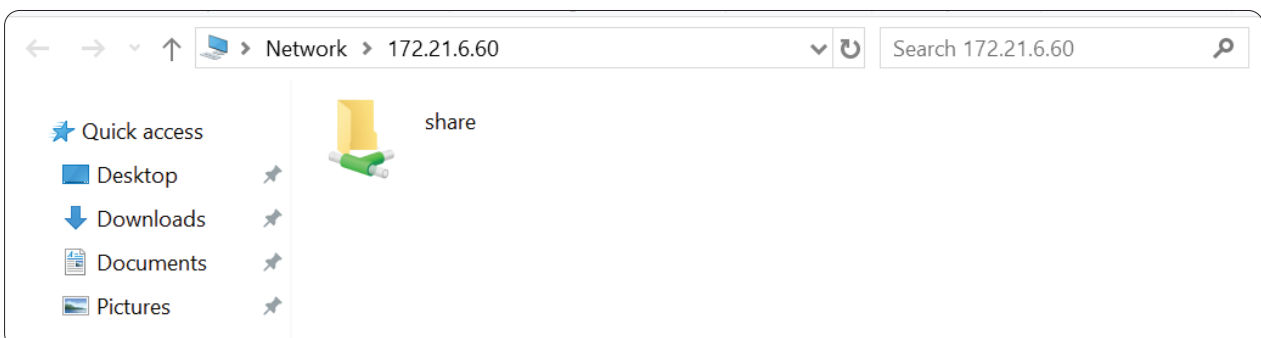 Network > 172.21.6.60
Search 172.21.6.60
Quick access
share
Desktop
Downloads
Documents
Pictures